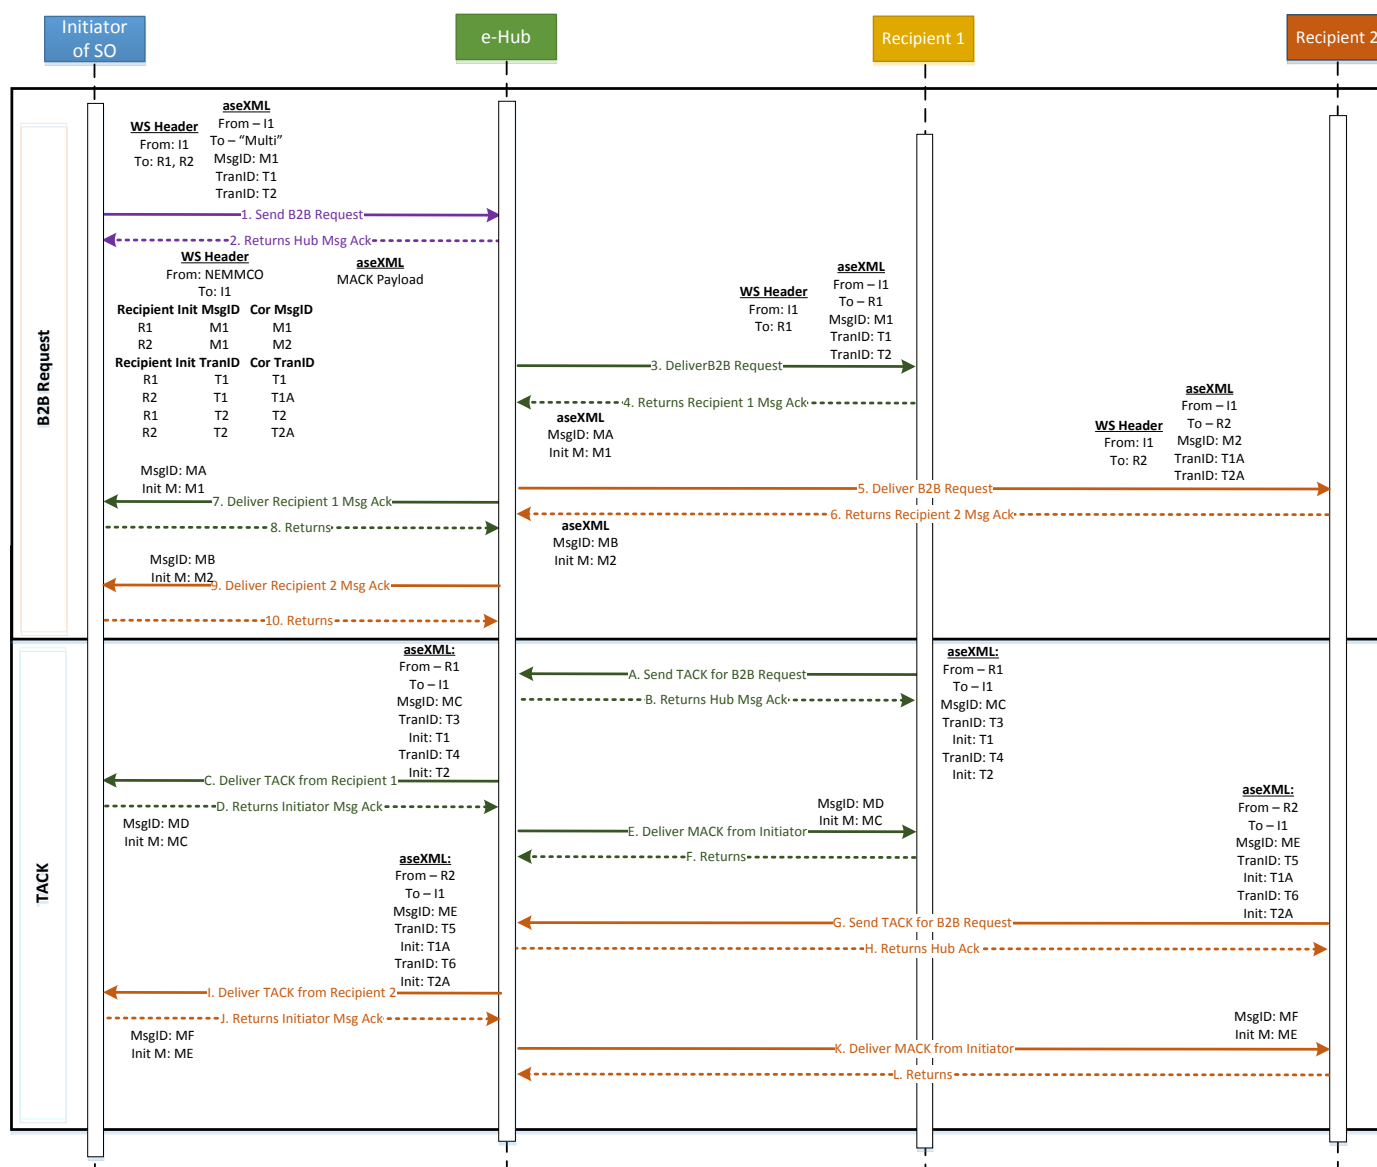 Initiator
of SO
e-Hub
Recipient 1
Recipient 2
B2B Request
WS Header
From: I1
To: R1, R2
aseXML
From – I1
To – “Multi”
MsgID: M1
TranID: T1
TranID: T2
1. Send B2B Request
2. Returns Hub Msg Ack
WS Header
From: NEMMCO
To: I1
aseXML
MACK Payload
Recipient Init MsgID Cor MsgID
R1 M1 M1
R2 M1 M2
Recipient Init TranID Cor TranID
R1 T1 T1
R2 T1 T1A
R1 T2 T2
R2 T2 T2A
WS Header
From: I1
To: R1
aseXML
From – I1
To – R1
MsgID: M1
TranID: T1
TranID: T2
3. DeliverB2B Request
4. Returns Recipient 1 Msg Ack
aseXML
MsgID: MA
Init M: M1
WS Header
From: I1
To: R2
aseXML
From – I1
To – R2
MsgID: M2
TranID: T1A
TranID: T2A
5. Deliver B2B Request
6. Returns Recipient 2 Msg Ack
aseXML
MsgID: MB
Init M: M2
MsgID: MA
Init M: M1
7. Deliver Recipient 1 Msg Ack
8. Returns
MsgID: MB
Init M: M2
9. Deliver Recipient 2 Msg Ack
10. Returns
TACK
aseXML:
From – R1
To – I1
MsgID: MC
TranID: T3
Init: T1
TranID: T4
Init: T2
A. Send TACK for B2B Request
B. Returns Hub Msg Ack
aseXML:
From – R1
To – I1
MsgID: MC
TranID: T3
Init: T1
TranID: T4
Init: T2
C. Deliver TACK from Recipient 1
D. Returns Initiator Msg Ack
MsgID: MD
Init M: MC
MsgID: MD
Init M: MC
E. Deliver MACK from Initiator
F. Returns
aseXML:
From – R2
To – I1
MsgID: ME
TranID: T5
Init: T1A
TranID: T6
Init: T2A
G. Send TACK for B2B Request
H. Returns Hub Ack
aseXML:
From – R2
To – I1
MsgID: ME
TranID: T5
Init: T1A
TranID: T6
Init: T2A
I. Deliver TACK from Recipient 2
J. Returns Initiator Msg Ack
MsgID: MF
Init M: ME
MsgID: MF
Init M: ME
K. Deliver MACK from Initiator
L. Returns